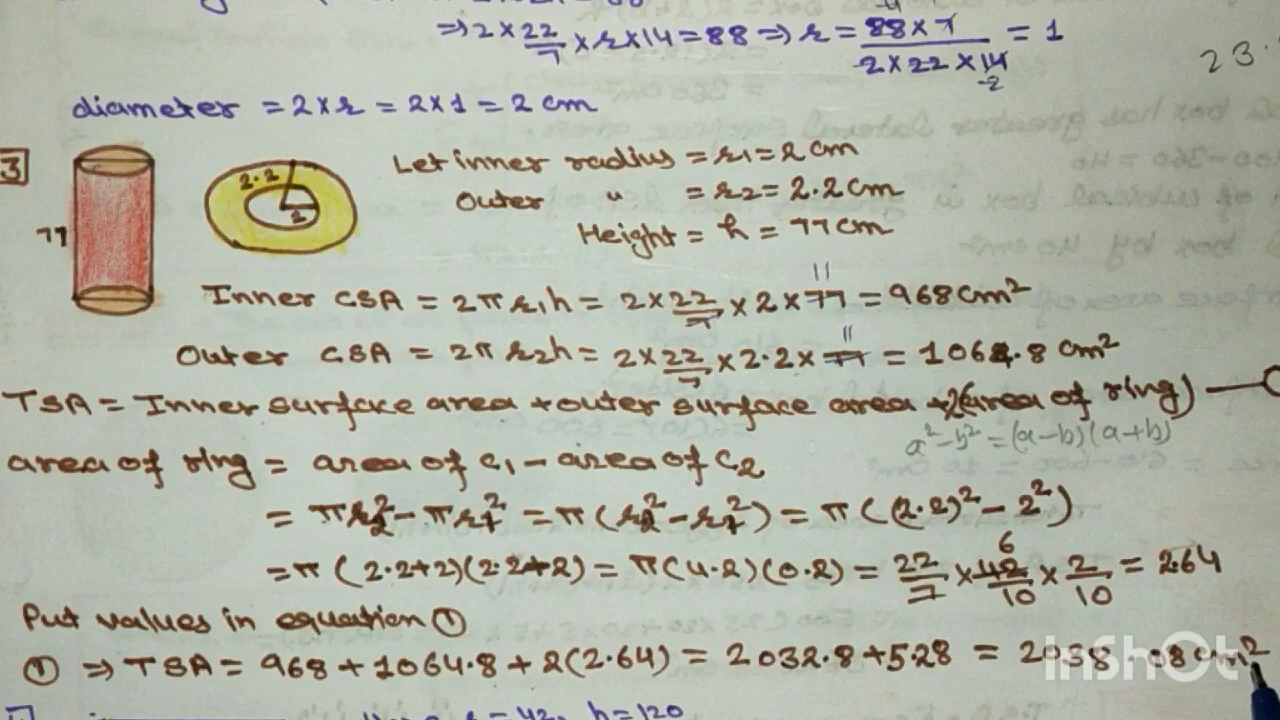 ⇒ 2 × 22/7 × r × 14 = 88 ⇒ r = 88 × 7 / 2 × 22 × 14 = 1
23.
diameter = 2 × r = 2 × 1 = 2 cm
3
77
2.2
2
Let inner radius = r1 = 2 cm
Outer " = r2 = 2.2 cm
Height = h = 77 cm
Inner CSA = 2πr1h = 2 × 22/7 × 2 × 77 11 = 968 cm²
Outer CSA = 2πr2h = 2 × 22/7 × 2.2 × 77 11 = 1064.8 cm²
TSA = Inner surface area + outer surface area + 2(area of ring)
a² - b² = (a-b)(a+b)
area of ring = area of c1 - area of c2
= πr2² - πr1² = π(r2² - r1²) = π((2.2)² - 2²)
= π (2.2+2)(2.2-2) = π(4.2)(0.2) = 22/7 × 42/10 6 × 2/10 = 2.64
Put values in equation ①
① ⇒ TSA = 968 + 1064.8 + 2(2.64) = 2032.8 + 5.28 = 2038.08 cm²
InShOt
r = 42, h = 120